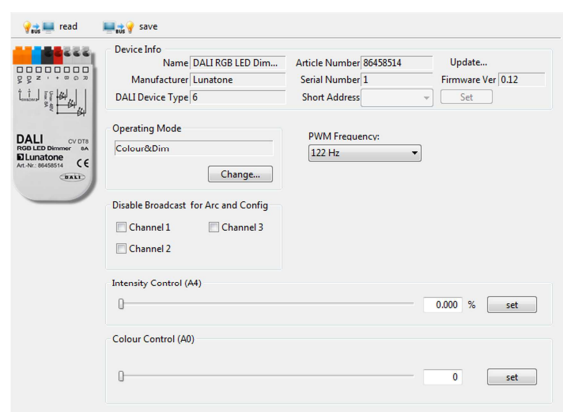 read save
Device Info
Name DALI RGB LED Dim... Article Number 86458514 Update...
Manufacturer Lunatone Serial Number 1 Firmware Ver 0.12
DALI Device Type 6 Short Address Set
Operating Mode
Colour&Dim
Change...
PWM Frequency:
122 Hz
Disable Broadcast for Arc and Config
Channel 1 Channel 3
Channel 2
Intensity Control (A4)
0.000 % set
Colour Control (A0)
0 set
DA DA N - + B G R
DALI CV DT8
RGB LED Dimmer 8A
Lunatone
Art.-Nr.: 86458514 CE
DALI